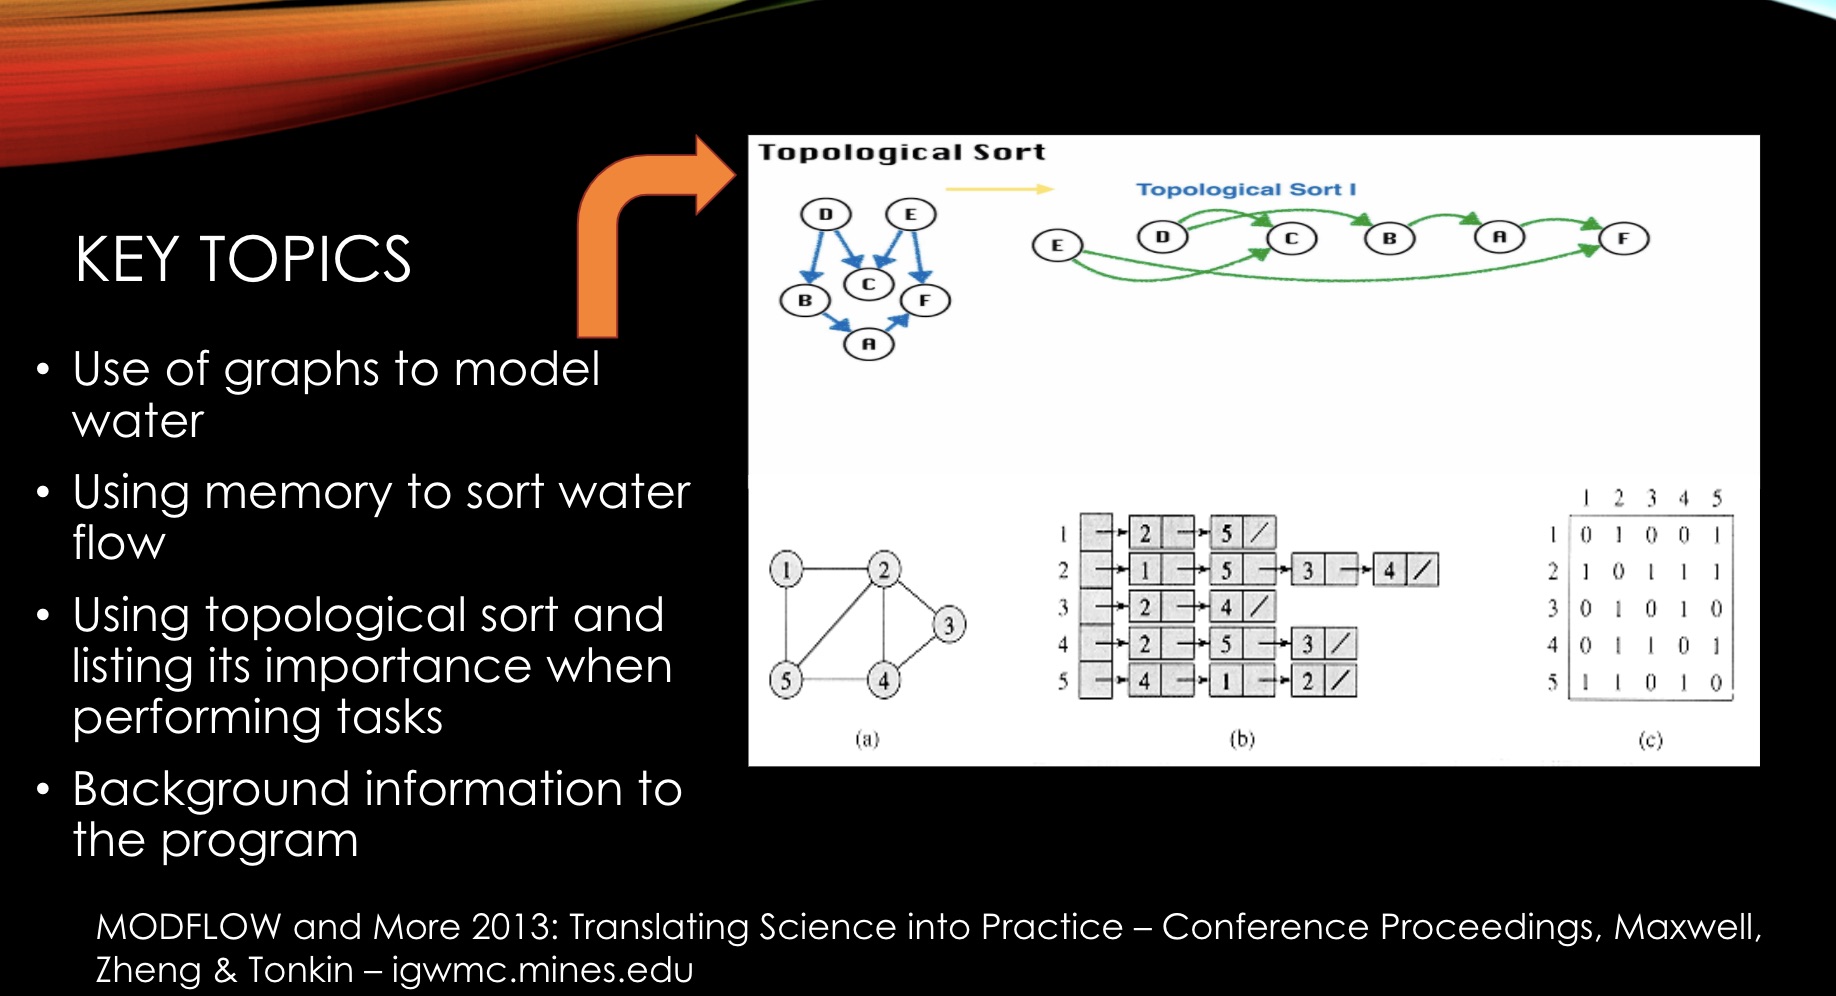 KEY TOPICS
• Use of graphs to model
water
• Using memory to sort water
flow
• Using topological sort and
listing its importance when
performing tasks
• Background information to
the program
Topological Sort
D E
B C F
A
Topological Sort I
E D C B A F
1 2
3
5 4
(a)
1 2 5 /
2 1 5 3 4 /
3 2 4 /
4 2 5 3 /
5 4 1 2 /
(b)
1 2 3 4 5
1 0 1 0 0 1
2 1 0 1 1 1
3 0 1 0 1 0
4 0 1 1 0 1
5 1 1 0 1 0
(c)
MODFLOW and More 2013: Translating Science into Practice – Conference Proceedings, Maxwell,
Zheng & Tonkin – igwmc.mines.edu